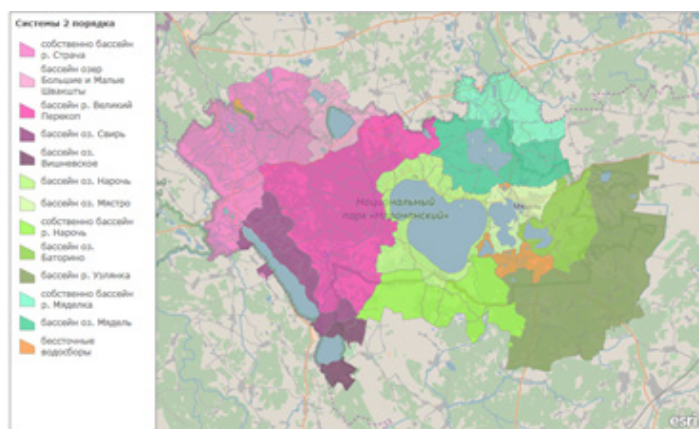 Системы 2 порядка
собственно бассейн
р. Страча
бассейн озер
Большие и Малые
Швакшты
бассейн р. Великий
Перекоп
бассейн оз. Свирь
бассейн оз.
Вишневское
бассейн оз. Нарочь
бассейн оз. Мястро
собственно бассейн
р. Нарочь
бассейн оз.
Баторино
бассейн р. Узлянка
собственно бассейн
р. Мяделка
бассейн оз. Мядель
бессточные
водосборы
Национальный
парк «Нарочанский»
esri